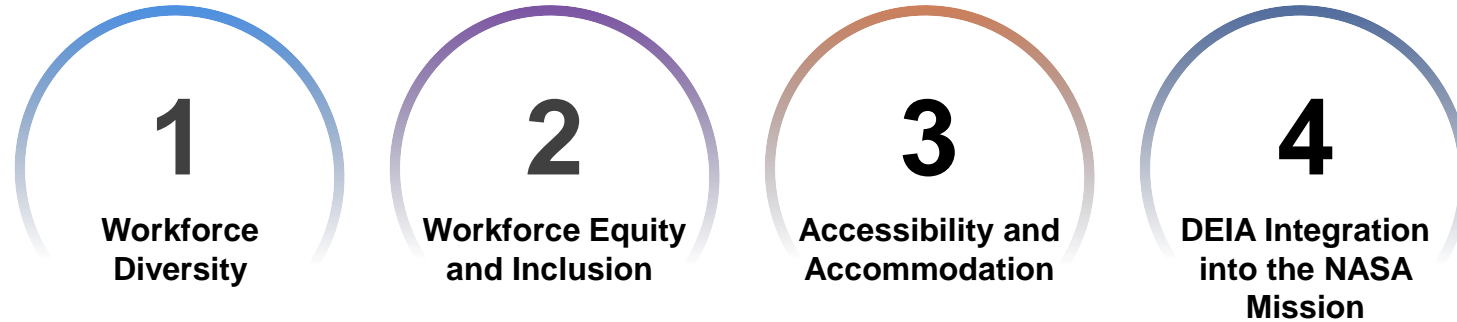 1
Workforce
Diversity
2
Workforce Equity
and Inclusion
3
Accessibility and
Accommodation
4
DEIA Integration
into the NASA
Mission